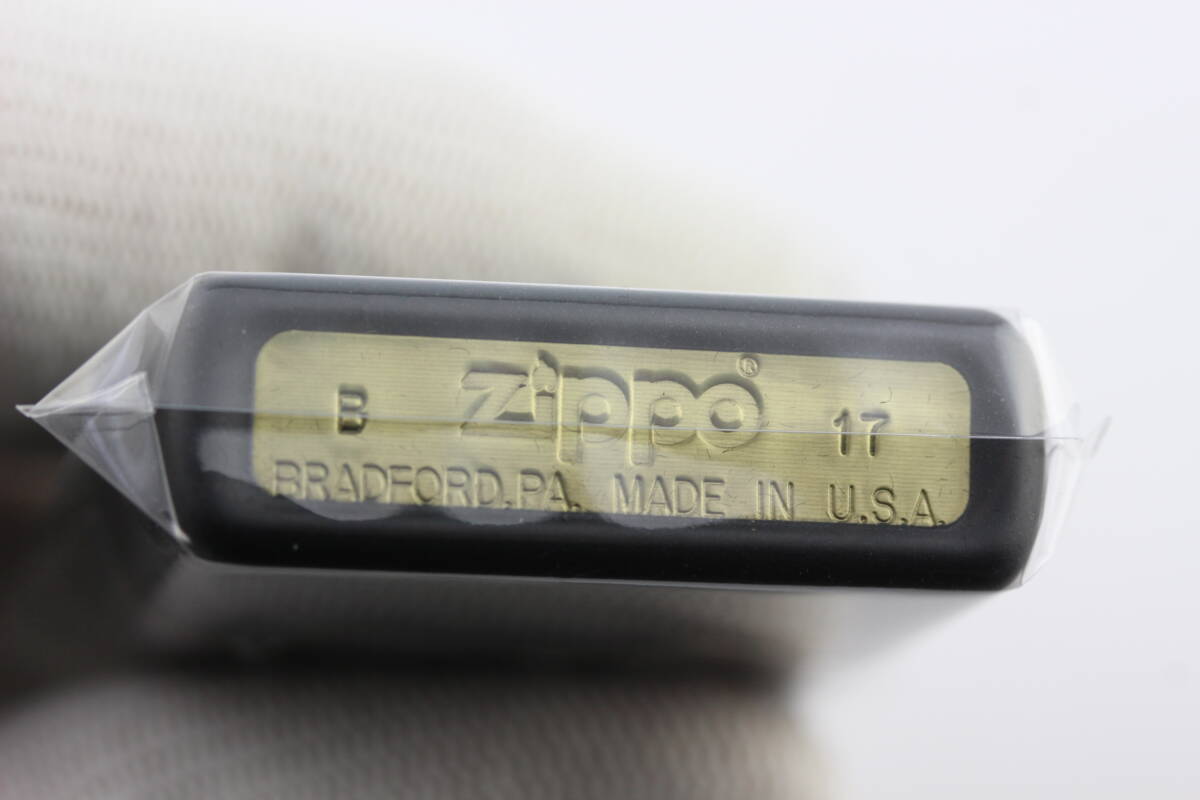 B zippo® 17
BRADFORD, PA. MADE IN U.S.A.